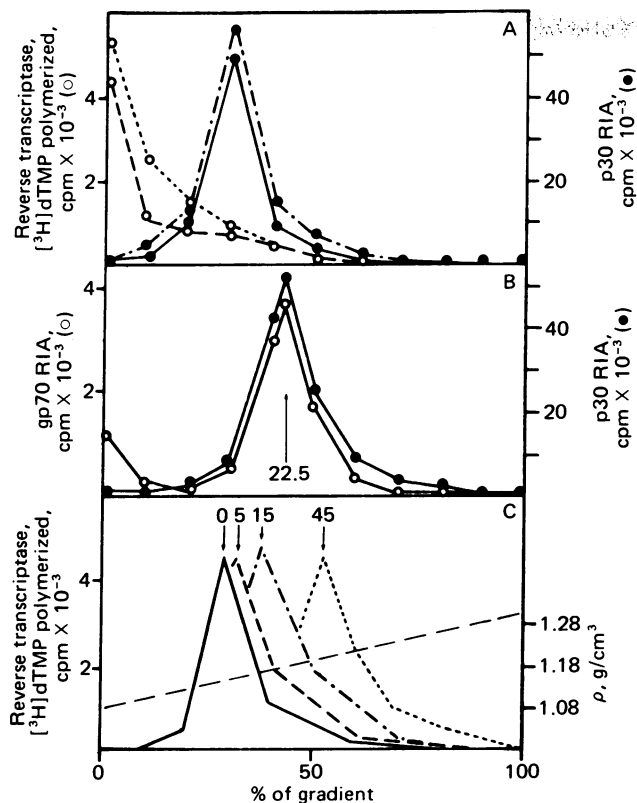 A
Reverse transcriptase,
[³H]dTMP polymerized,
cpm X 10⁻³ (○)
4
2
40
20
p30 RIA,
cpm X 10⁻³ (●)
B
gp70 RIA,
cpm X 10⁻³ (○)
4
2
22.5
40
20
p30 RIA,
cpm X 10⁻³ (●)
C
0 5 15 45
Reverse transcriptase,
[³H]dTMP polymerized,
cpm X 10⁻³
4
2
1.28
1.18
1.08
ρ, g/cm³
0 50 100
% of gradient